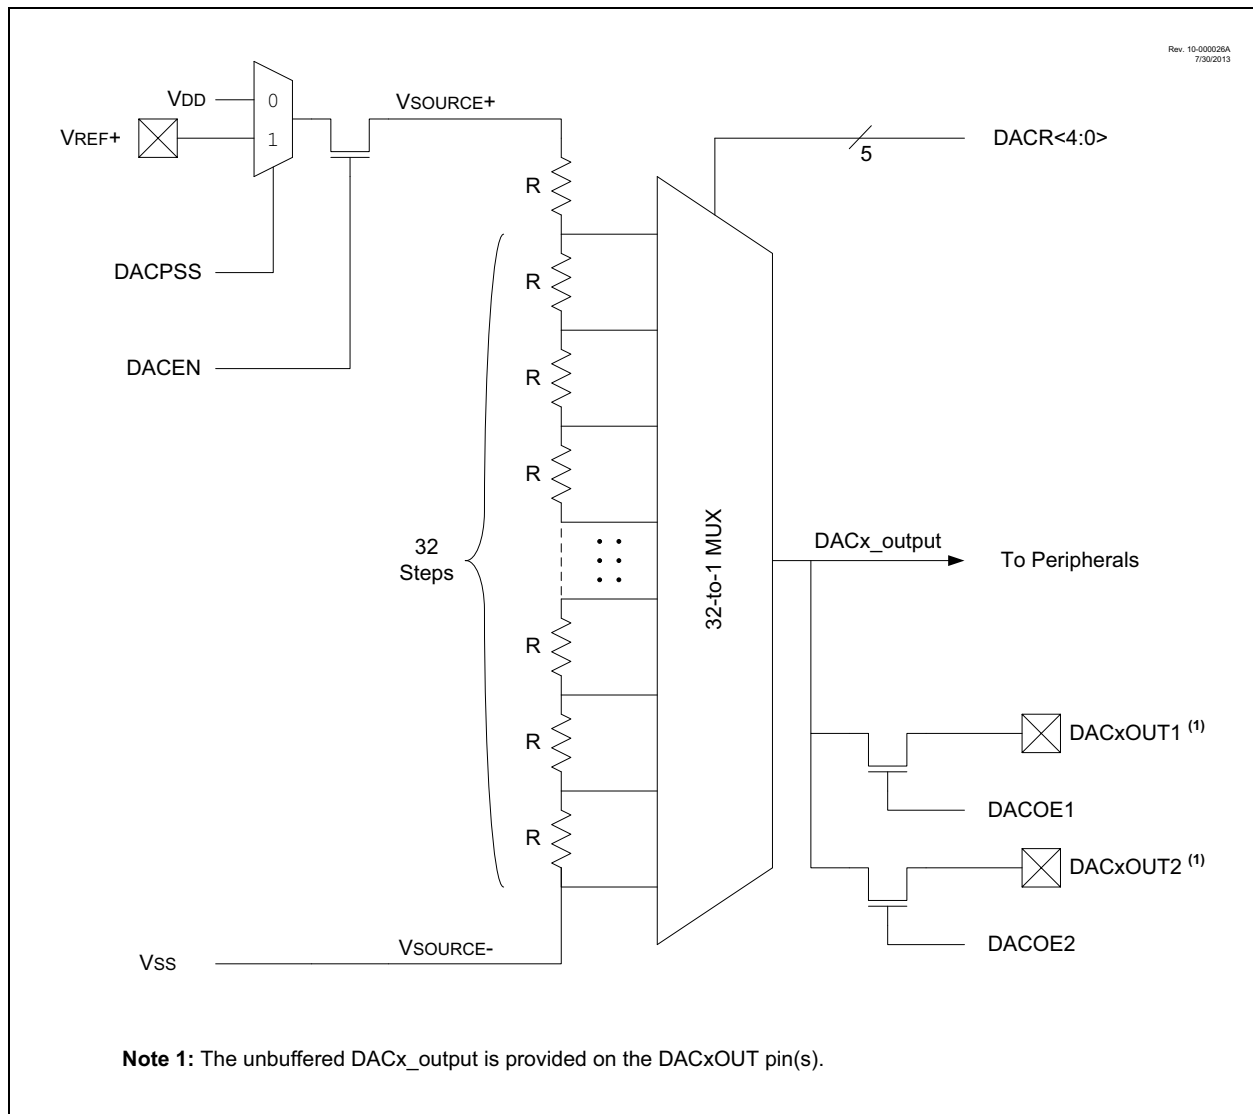 Rev. 10-000026A
7/30/2013
VDD
0
VSOURCE+
VREF+
1
DACR<4:0>
5
R
DACPSS
R
DACEN
R
R
32
Steps
32-to-1 MUX
DACx_output
To Peripherals
R
R
DACxOUT1 (1)
DACOE1
R
DACxOUT2 (1)
DACOE2
VSOURCE-
VSS
Note 1: The unbuffered DACx_output is provided on the DACxOUT pin(s).